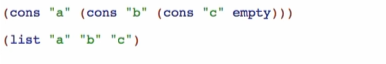 (cons "a" (cons "b" (cons "c" empty)))
(list "a" "b" "c")